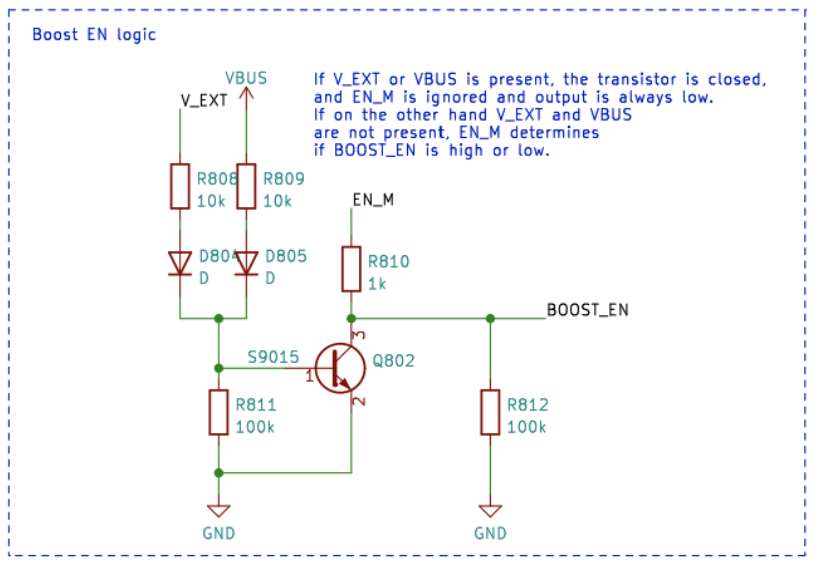 Boost EN logic
If V_EXT or VBUS is present, the transistor is closed,
and EN_M is ignored and output is always low.
If on the other hand V_EXT and VBUS
are not present, EN_M determines
if BOOST_EN is high or low.
VBUS
V_EXT
R808
10k
R809
10k
EN_M
D804
D
D805
D
R810
1k
BOOST_EN
S9015
Q802
1
3
2
R811
100k
R812
100k
GND
GND